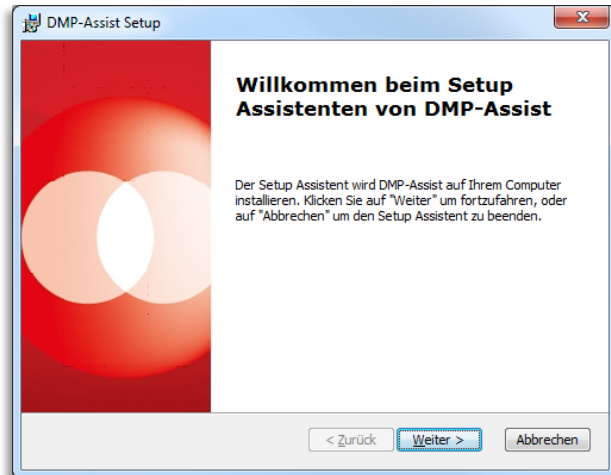 DMP-Assist Setup
Willkommen beim Setup
Assistenten von DMP-Assist
Der Setup Assistent wird DMP-Assist auf Ihrem Computer
installieren. Klicken Sie auf "Weiter" um fortzufahren, oder
auf "Abbrechen" um den Setup Assistent zu beenden.
< Zurück Weiter > Abbrechen